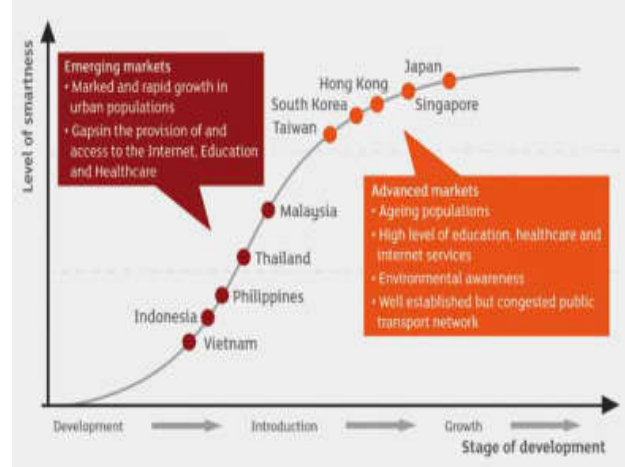 Level of smartness
Emerging markets
• Marked and rapid growth in
urban populations
• Gapsin the provision of and
access to the Internet, Education
and Healthcare
Japan
Hong Kong
Singapore
South Korea
Taiwan
Malaysia
Thailand
Philippines
Indonesia
Vietnam
Advanced markets
• Ageing populations
• High level of education, healthcare and
internet services
• Environmental awareness
• Well established but congested public
transport network
Development
Introduction
Growth
Stage of development